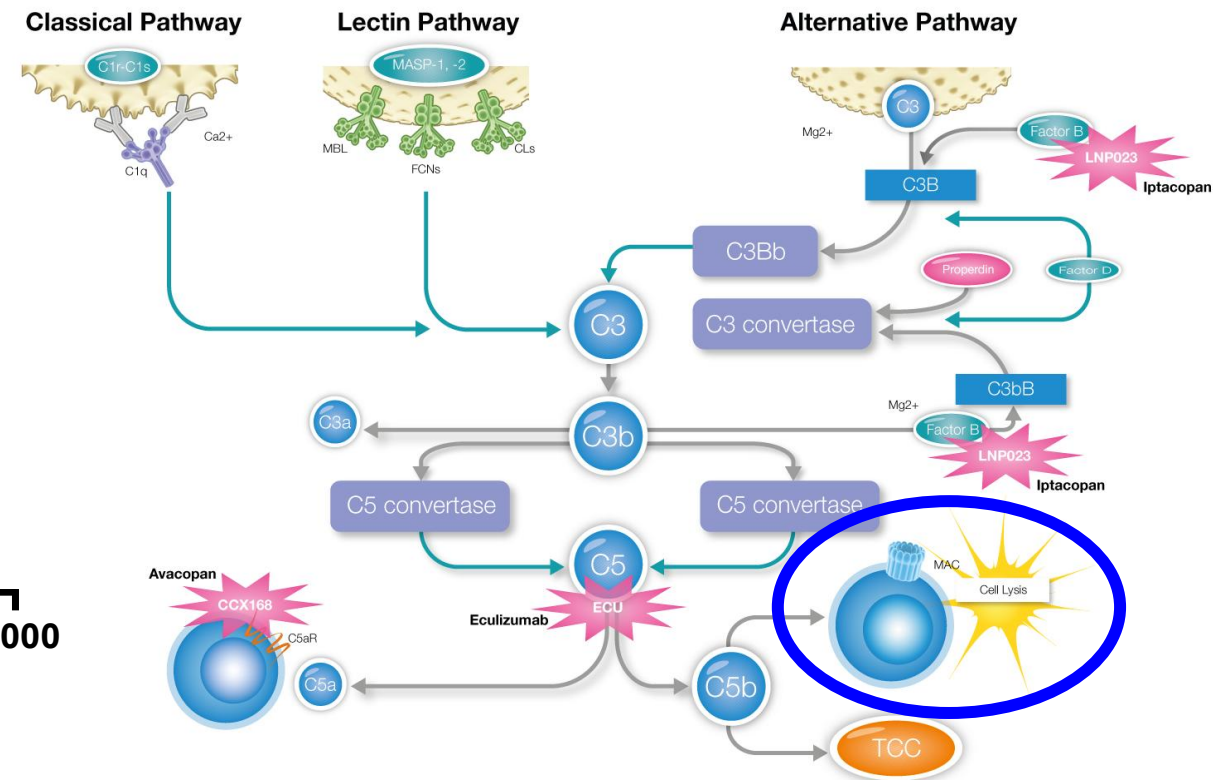 Classical Pathway
Lectin Pathway
Alternative Pathway
C1r-C1s
MASP-1, -2
C3
Mg2+
Factor B
LNP023
Iptacopan
Ca2+
C1q
MBL
FCNs
CLs
C3B
C3Bb
Properdin
Factor D
C3
C3 convertase
C3bB
Mg2+
Factor B
LNP023
Iptacopan
C3a
C3b
C5 convertase
C5 convertase
C5
ECU
Eculizumab
MAC
Cell Lysis
Avacopan
CCX168
C5aR
C5a
C5b
TCC
000